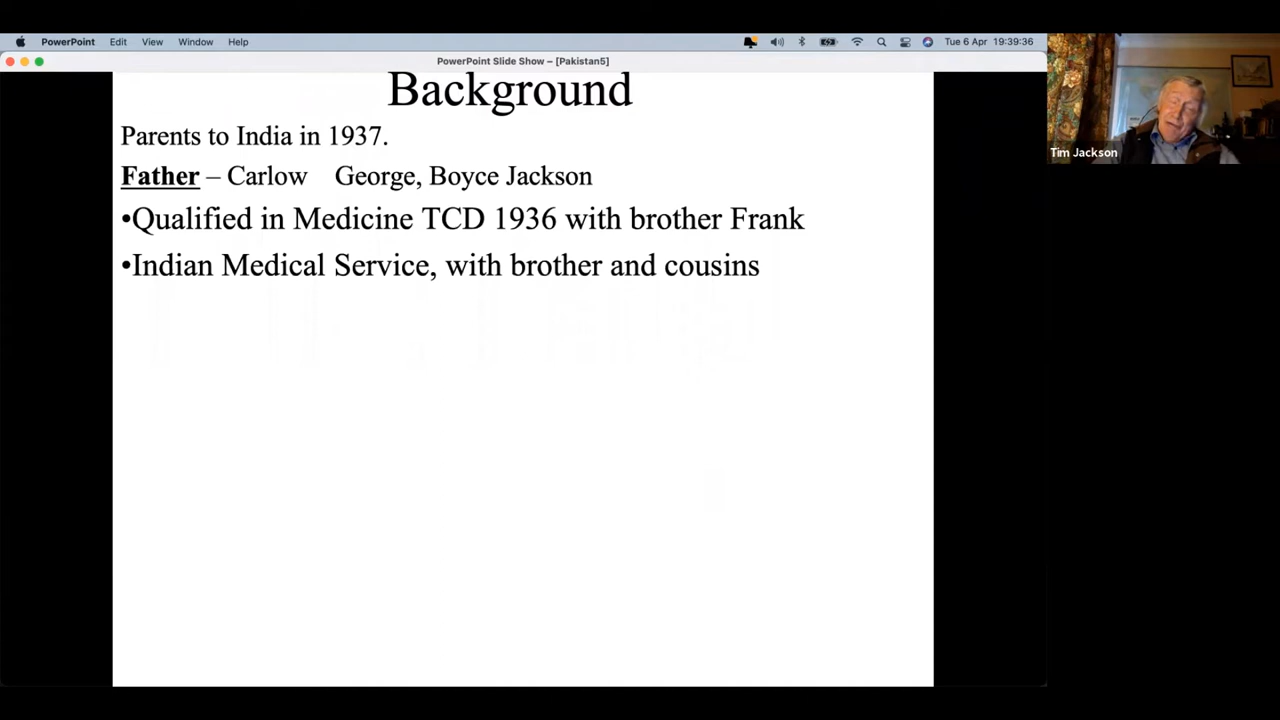 PowerPoint Edit View Window Help Tue 6 Apr 19:39:36
PowerPoint Slide Show – [Pakistan5]
Background
Parents to India in 1937.
Father – Carlow George, Boyce Jackson
•Qualified in Medicine TCD 1936 with brother Frank
•Indian Medical Service, with brother and cousins
Tim Jackson